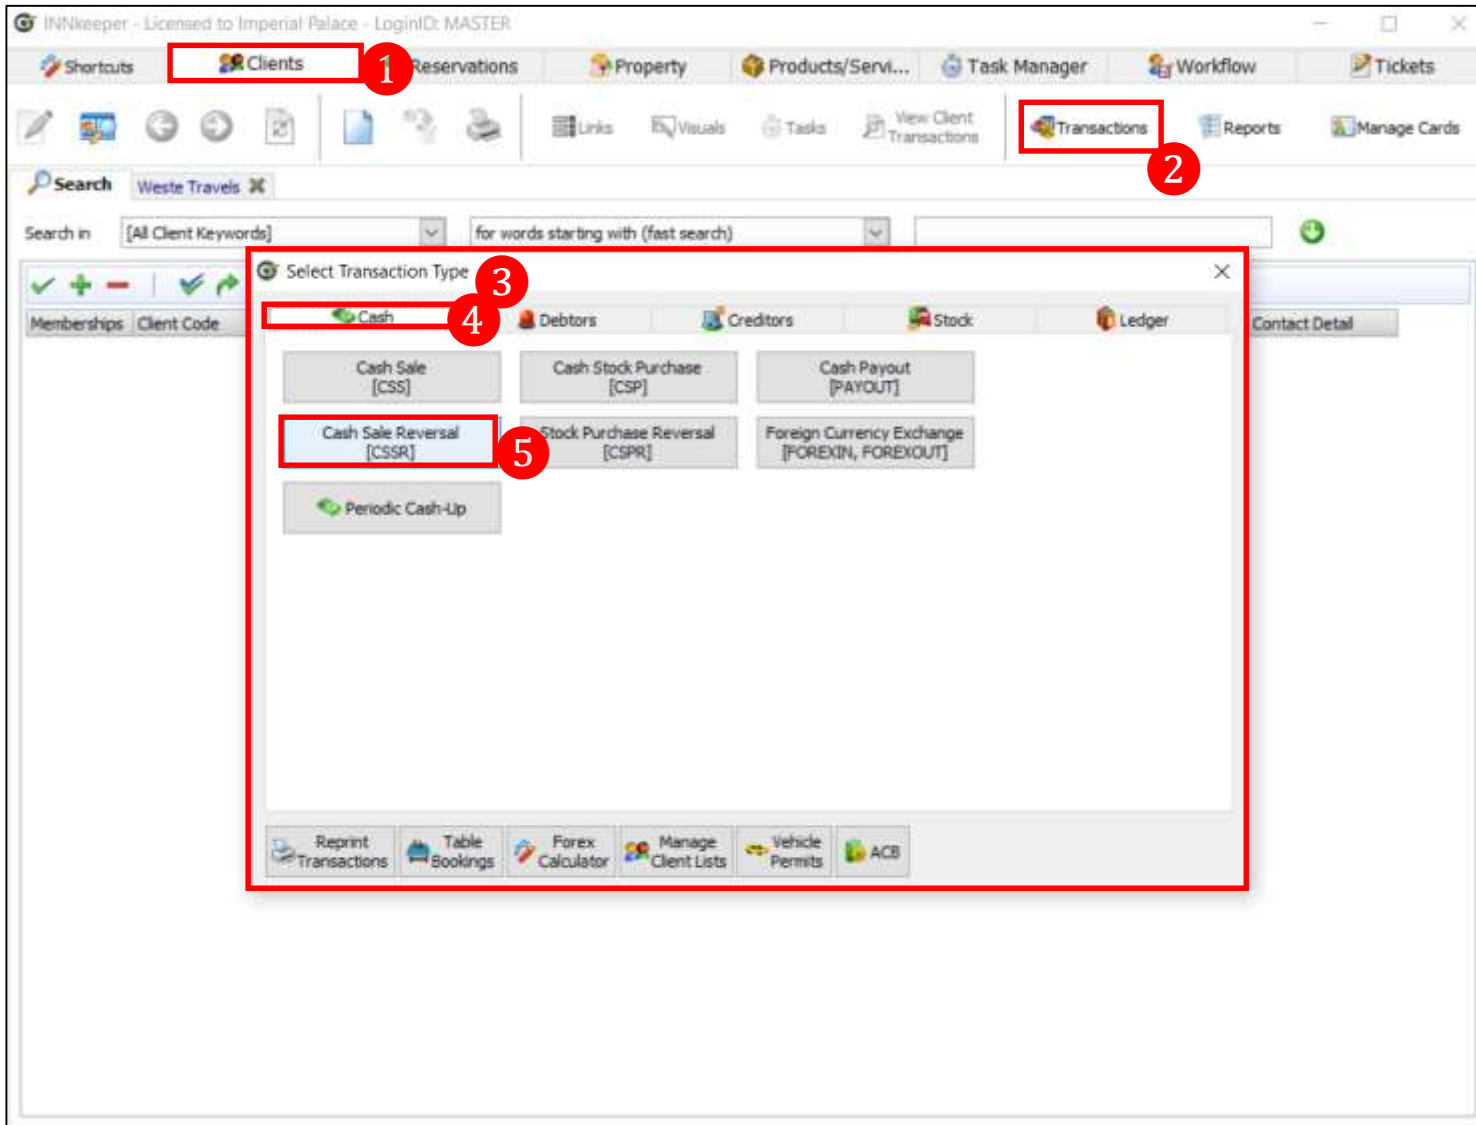 INNkeeper - Licensed to Imperial Palace - LoginID: MASTER
Shortcuts Clients 1 Reservations Property Products/Servi... Task Manager Workflow Tickets
Links Visuals Tasks View Client Transactions Transactions Reports Manage Cards
2
Search Weste Travels
Search in [All Client Keywords] for words starting with (fast search)
Select Transaction Type 3
Memberships Client Code Contact Detail
Cash 4 Debtors Creditors Stock Ledger
Cash Sale
[CSS]
Cash Stock Purchase
[CSP]
Cash Payout
[PAYOUT]
Cash Sale Reversal
[CSSR]
5
Stock Purchase Reversal
[CSPR]
Foreign Currency Exchange
[FOREXIN, FOREXOUT]
Periodic Cash-Up
Reprint
Transactions
Table
Bookings
Forex
Calculator
Manage
Client Lists
Vehicle
Permits
ACB